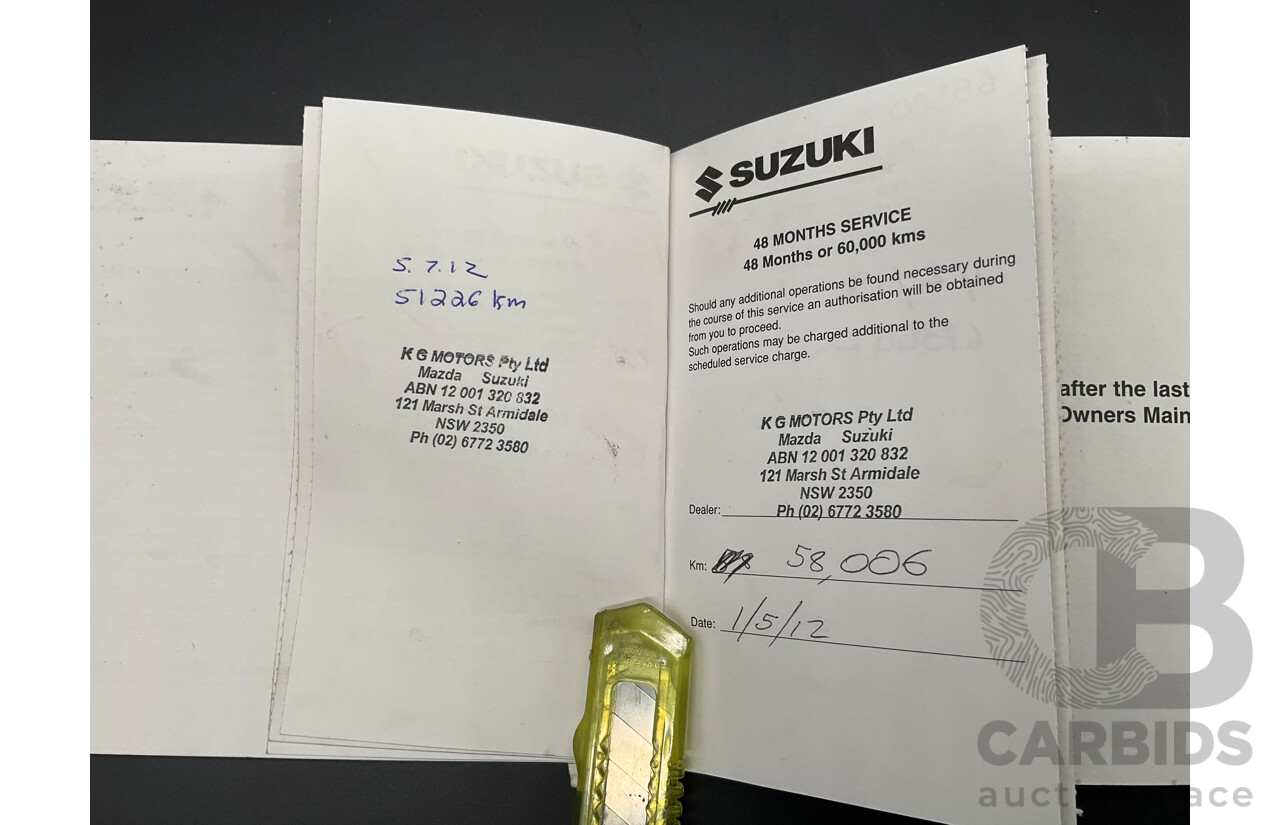 5.7.12
51226 km
K G MOTORS Pty Ltd
Mazda Suzuki
ABN 12 001 320 832
121 Marsh St Armidale
NSW 2350
Ph (02) 6772 3580
SUZUKI
48 MONTHS SERVICE
48 Months or 60,000 kms
Should any additional operations be found necessary during
the course of this service an authorisation will be obtained
from you to proceed.
Such operations may be charged additional to the
scheduled service charge.
K G MOTORS Pty Ltd
Mazda Suzuki
ABN 12 001 320 832
121 Marsh St Armidale
NSW 2350
Dealer: Ph (02) 6772 3580
Km: 58,006
Date: 1/5/12
after the last
Owners Main
CB
CARBIDS